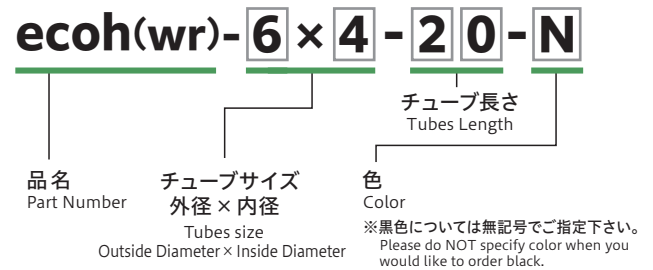 ecoh(wr)-6×4-20-N
チューブ長さ
Tubes Length
品名
Part Number
チューブサイズ
外径×内径
Tubes size
Outside Diameter×Inside Diameter
色
Color
※黒色については無記号でご指定下さい。
Please do NOT specify color when you
would like to order black.